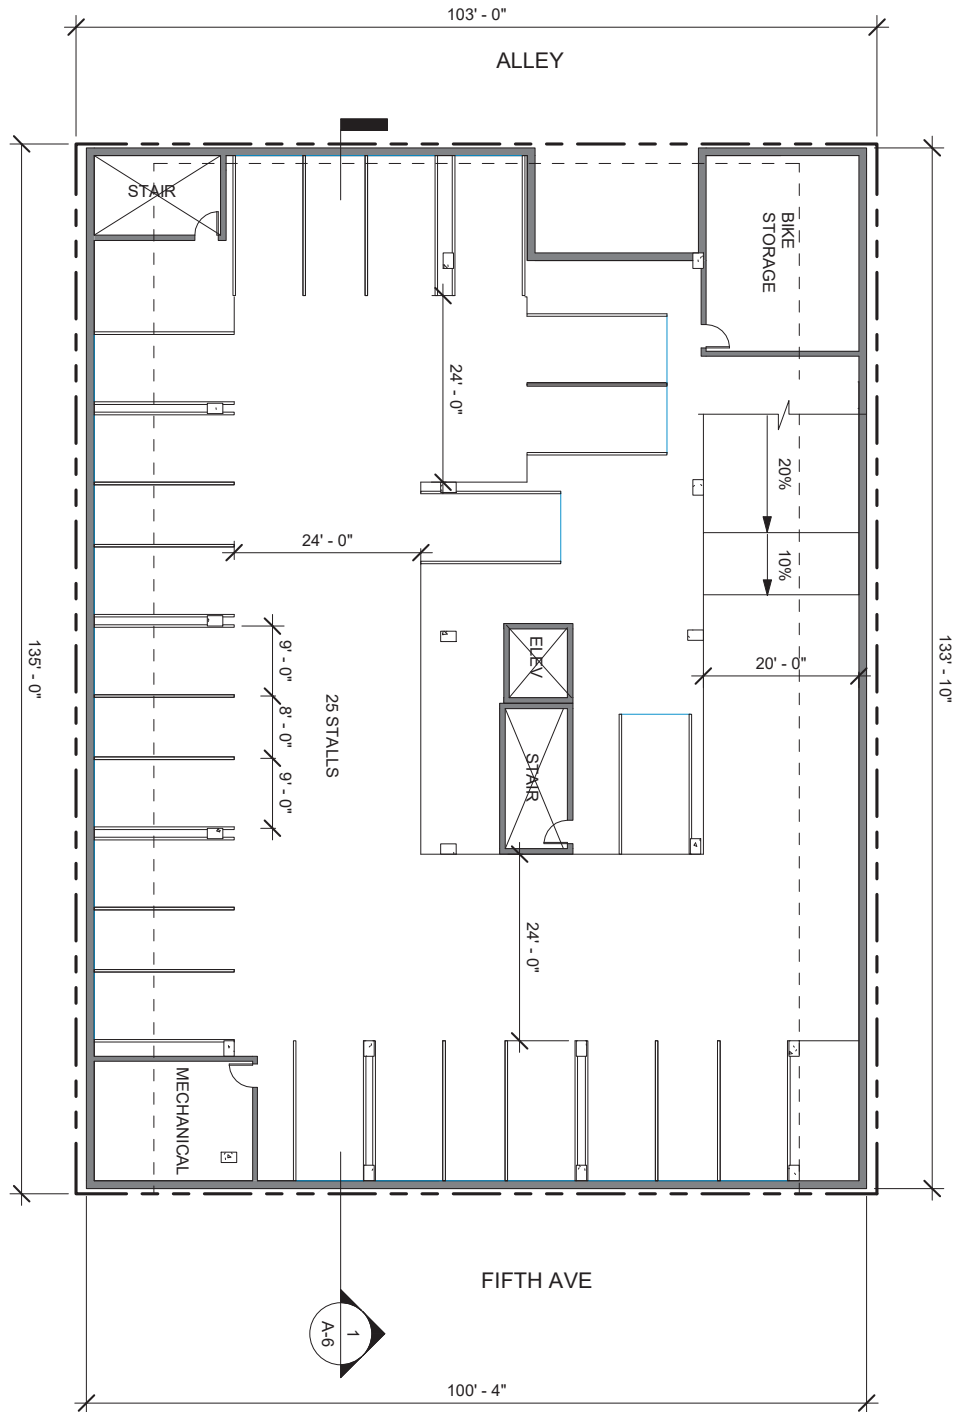 103' - 0"
ALLEY
STAIR
BIKE
STORAGE
24' - 0"
20%
24' - 0"
10%
135' - 0"
9' - 0"
8' - 0"
9' - 0"
25 STALLS
ELEV
STAIR
20' - 0"
133' - 10"
24' - 0"
MECHANICAL
FIFTH AVE
1
A-6
100' - 4"